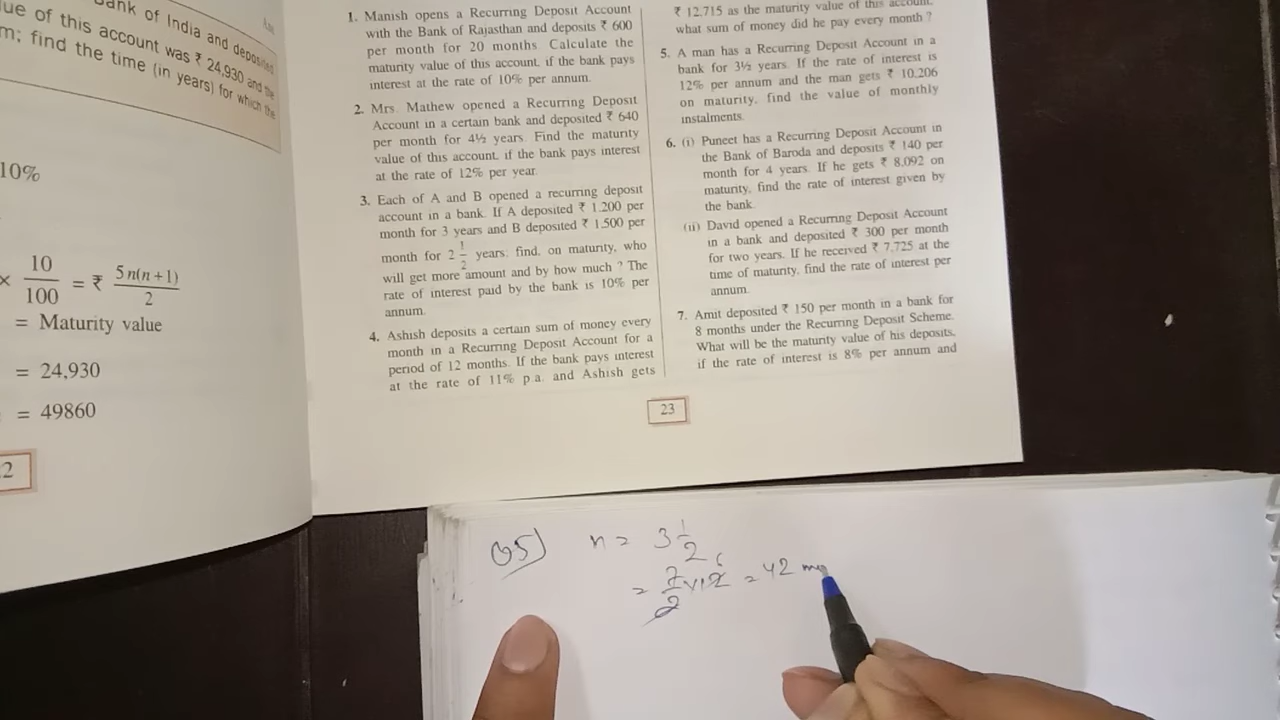 Bank of India and deposited
lue of this account was ₹ 24,930 and the
m; find the time (in years) for which the
10%
× 10/100 = ₹ 5n(n+1)/2
= Maturity value
= 24,930
= 49860
2
1. Manish opens a Recurring Deposit Account
with the Bank of Rajasthan and deposits ₹ 600
per month for 20 months. Calculate the
maturity value of this account, if the bank pays
interest at the rate of 10% per annum.
2. Mrs. Mathew opened a Recurring Deposit
Account in a certain bank and deposited ₹ 640
per month for 4½ years. Find the maturity
value of this account, if the bank pays interest
at the rate of 12% per year.
3. Each of A and B opened a recurring deposit
account in a bank. If A deposited ₹ 1,200 per
month for 3 years and B deposited ₹ 1,500 per
month for 2 1/2 years; find, on maturity, who
will get more amount and by how much ? The
rate of interest paid by the bank is 10% per
annum.
4. Ashish deposits a certain sum of money every
month in a Recurring Deposit Account for a
period of 12 months. If the bank pays interest
at the rate of 11% p.a. and Ashish gets
₹ 12,715 as the maturity value of this account,
what sum of money did he pay every month ?
5. A man has a Recurring Deposit Account in a
bank for 3½ years. If the rate of interest is
12% per annum and the man gets ₹ 10,206
on maturity, find the value of monthly
instalments.
6. (i) Puneet has a Recurring Deposit Account in
the Bank of Baroda and deposits ₹ 140 per
month for 4 years. If he gets ₹ 8,092 on
maturity, find the rate of interest given by
the bank.
(ii) David opened a Recurring Deposit Account
in a bank and deposited ₹ 300 per month
for two years. If he received ₹ 7,725 at the
time of maturity, find the rate of interest per
annum.
7. Amit deposited ₹ 150 per month in a bank for
8 months under the Recurring Deposit Scheme.
What will be the maturity value of his deposits,
if the rate of interest is 8% per annum and
23
Q5) n = 3 1/2
= 7/2 × 12 6 = 42 mo